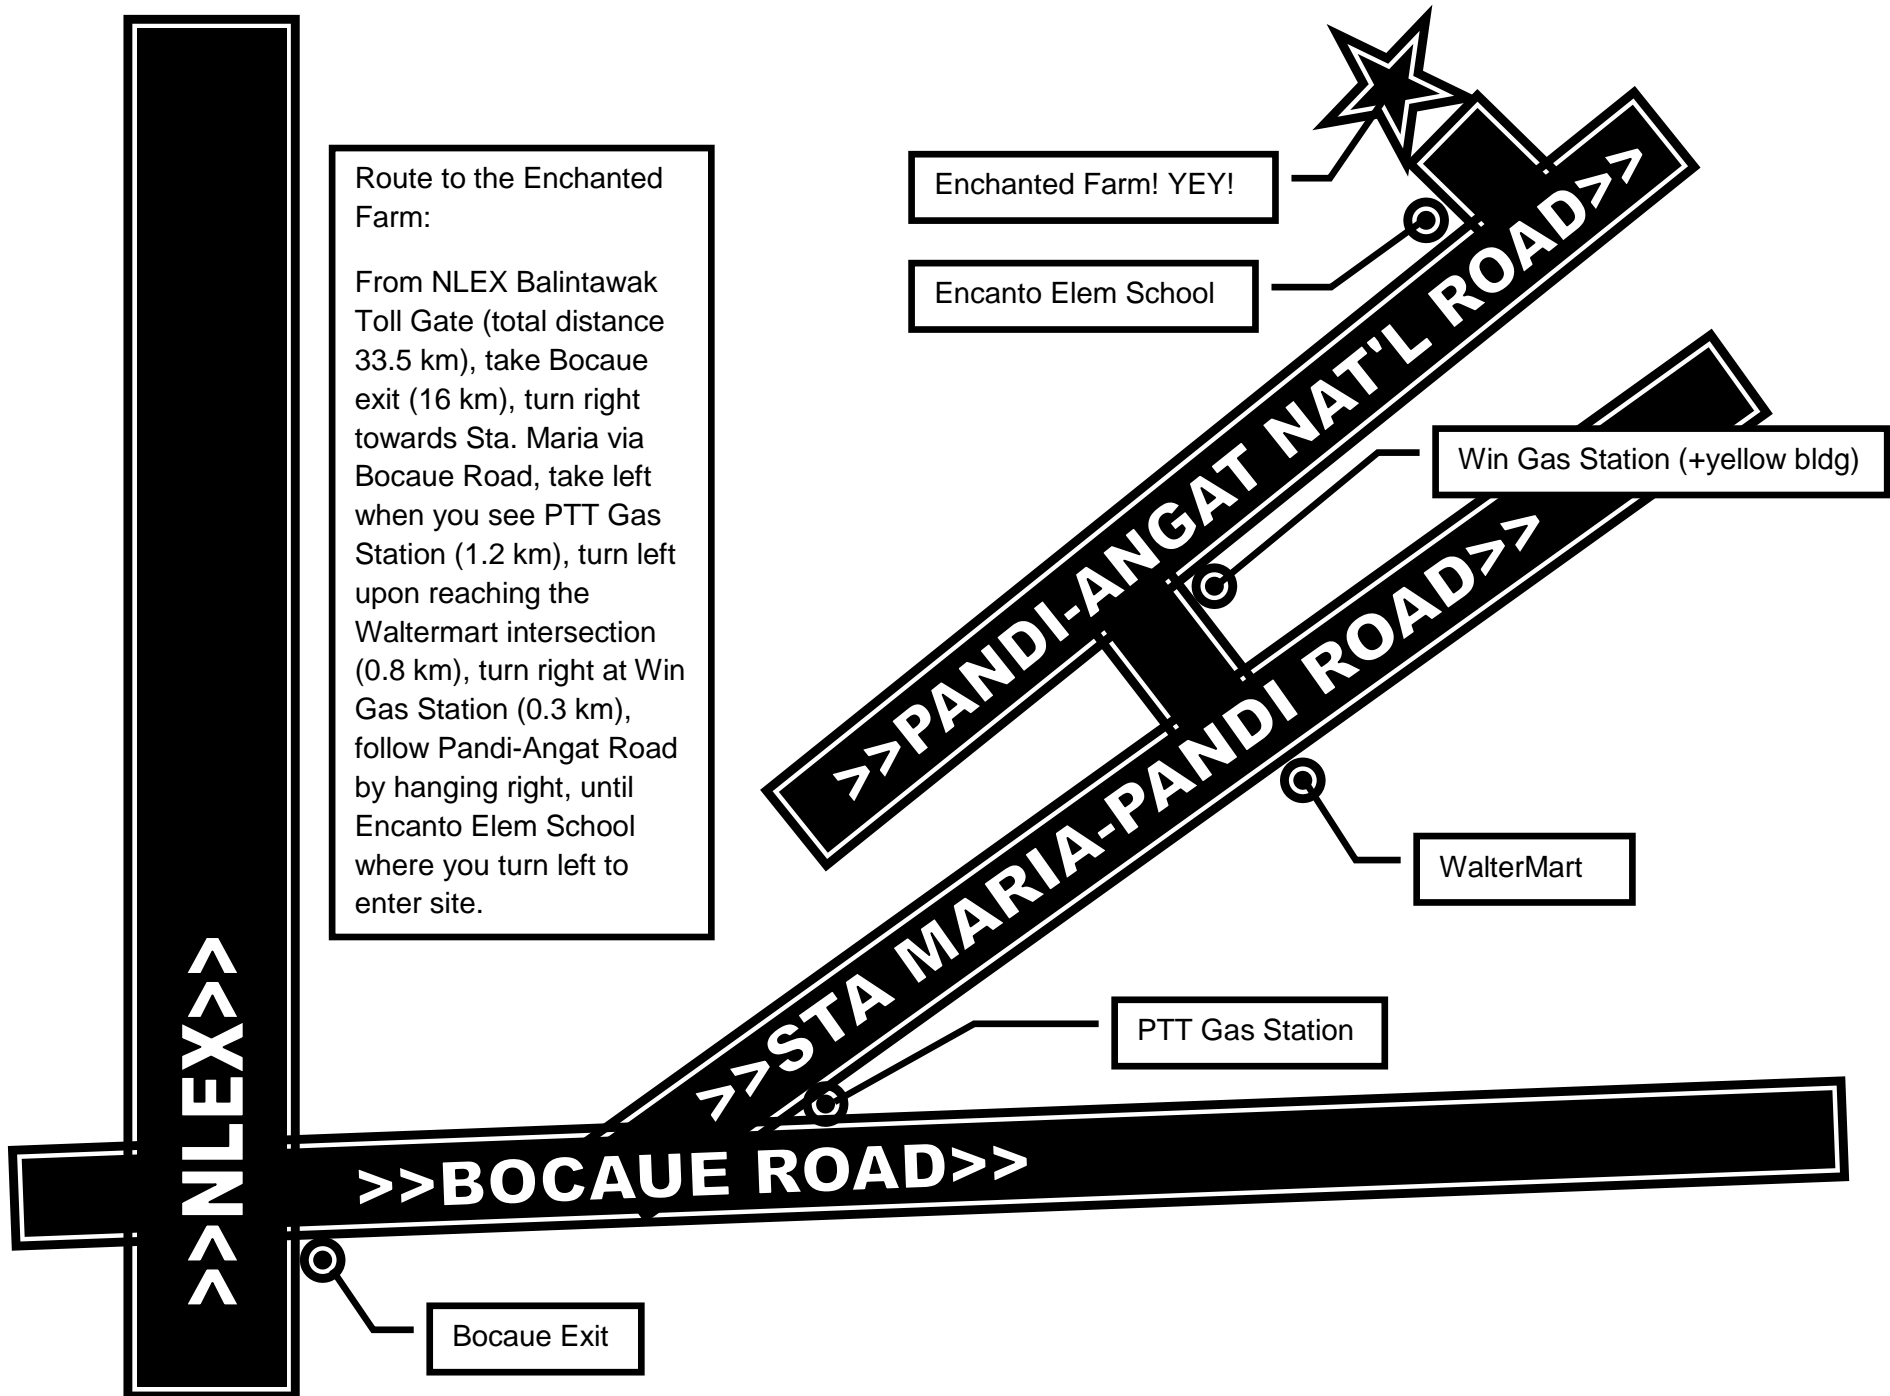 Route to the Enchanted
Farm:
From NLEX Balintawak
Toll Gate (total distance
33.5 km), take Bocaue
exit (16 km), turn right
towards Sta. Maria via
Bocaue Road, take left
when you see PTT Gas
Station (1.2 km), turn left
upon reaching the
Waltermart intersection
(0.8 km), turn right at Win
Gas Station (0.3 km),
follow Pandi-Angat Road
by hanging right, until
Encanto Elem School
where you turn left to
enter site.
Enchanted Farm! YEY!
Encanto Elem School
>>PANDI-ANGAT NAT'L ROAD>>
Win Gas Station (+yellow bldg)
>>STA MARIA-PANDI ROAD>>
WalterMart
PTT Gas Station
>>NLEX>>
>>BOCAUE ROAD>>
Bocaue Exit